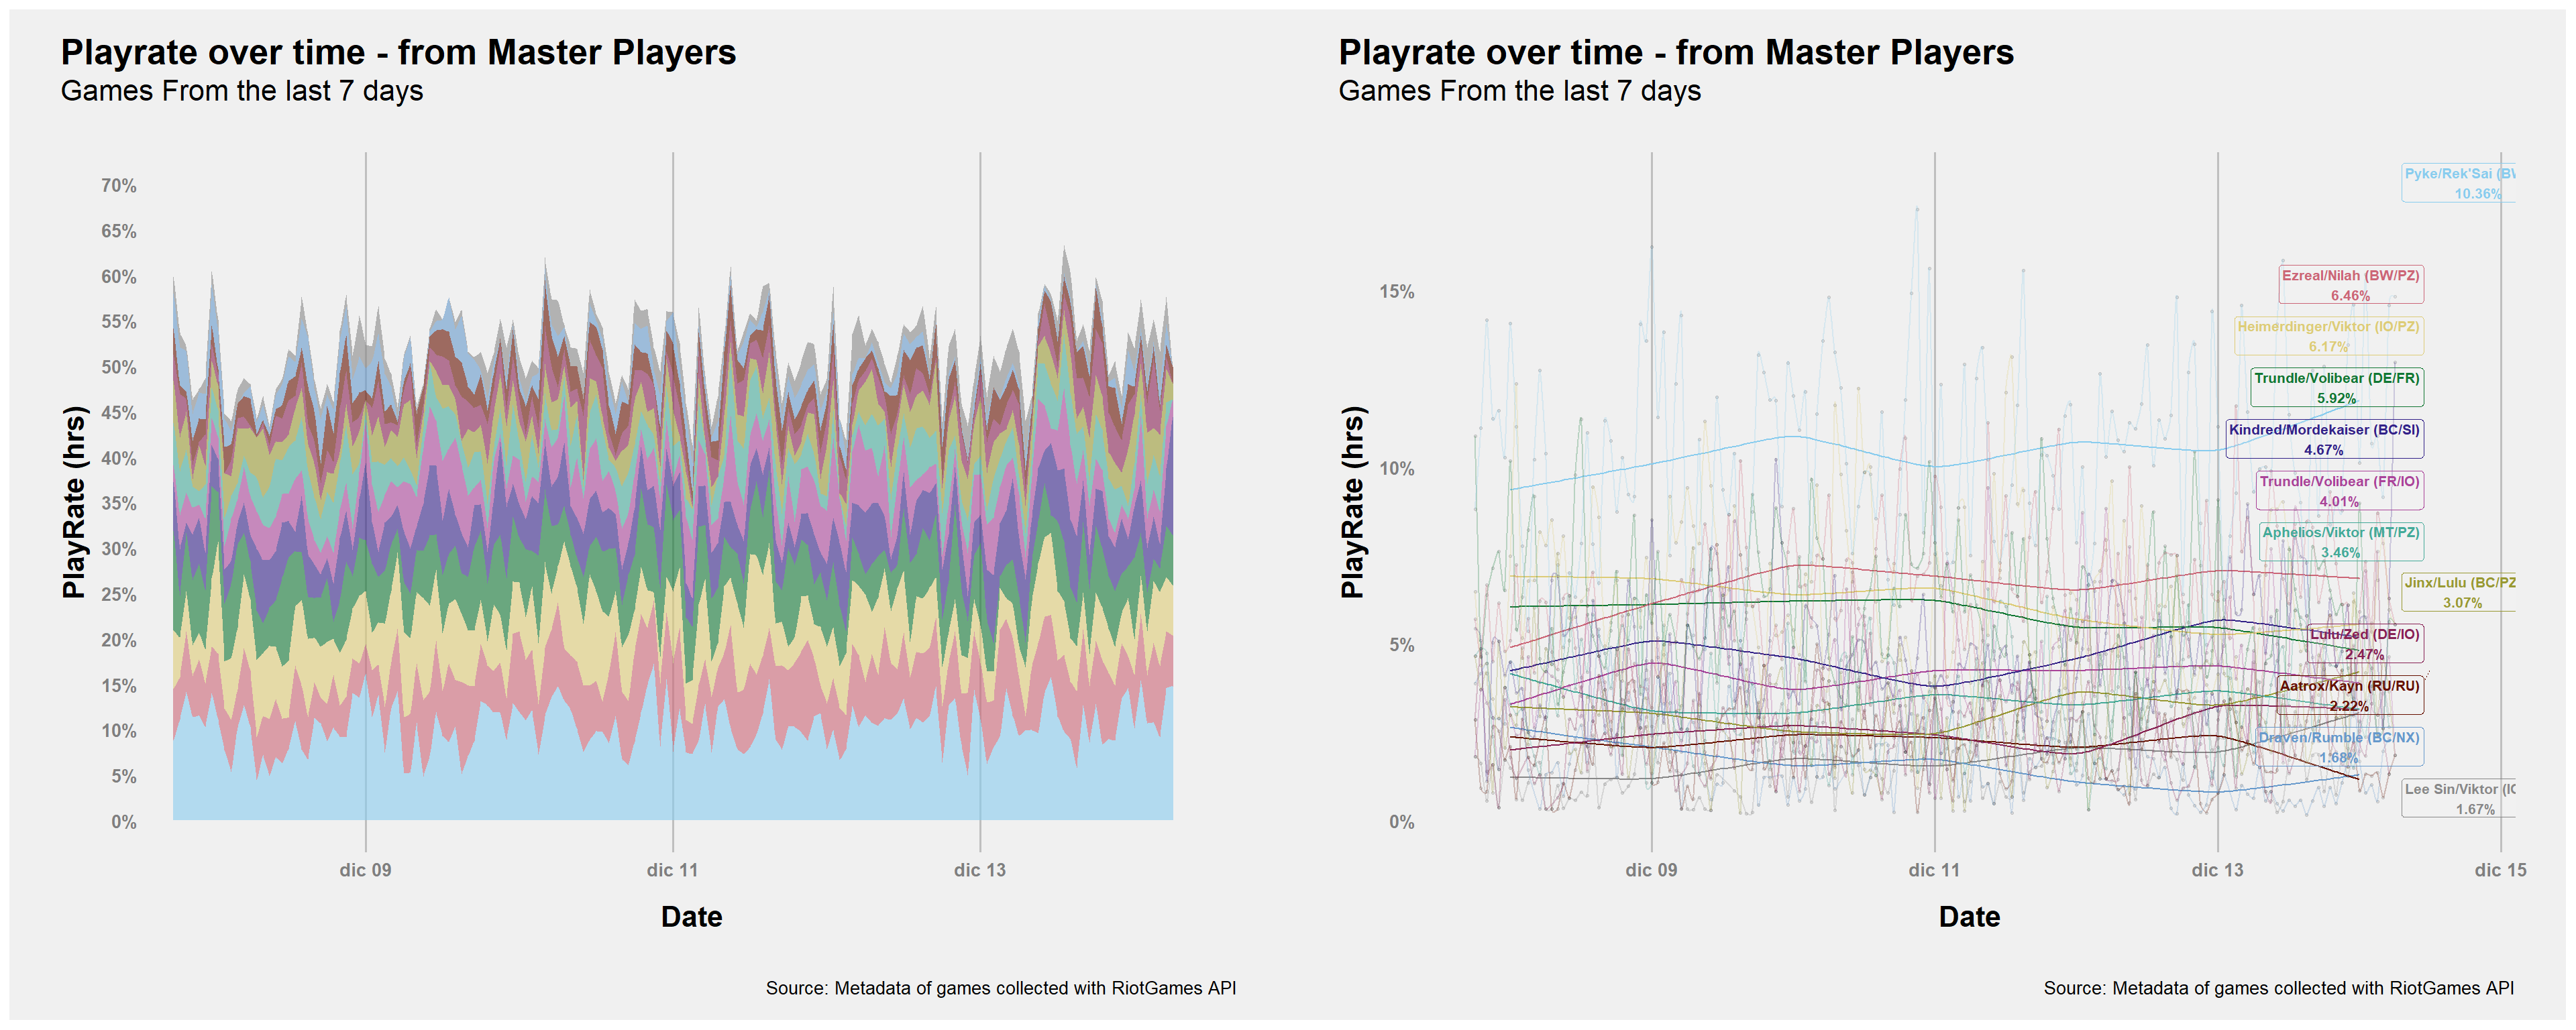 Playrate over time - from Master Players
Games From the last 7 days
PlayRate (hrs)
70%
65%
60%
55%
50%
45%
40%
35%
30%
25%
20%
15%
10%
5%
0%
dic 09
dic 11
dic 13
Date
Source: Metadata of games collected with RiotGames API
Playrate over time - from Master Players
Games From the last 7 days
PlayRate (hrs)
15%
10%
5%
0%
Pyke/Rek'Sai (BW
10.36%
Ezreal/Nilah (BW/PZ)
6.46%
Heimerdinger/Viktor (IO/PZ)
6.17%
Trundle/Volibear (DE/FR)
5.92%
Kindred/Mordekaiser (BC/SI)
4.67%
Trundle/Volibear (FR/IO)
4.01%
Aphelios/Viktor (MT/PZ)
3.46%
Jinx/Lulu (BC/PZ
3.07%
Lulu/Zed (DE/IO)
2.47%
Aatrox/Kayn (RU/RU)
2.22%
Draven/Rumble (BC/NX)
1.68%
Lee Sin/Viktor (IO
1.67%
dic 09
dic 11
dic 13
dic 15
Date
Source: Metadata of games collected with RiotGames API